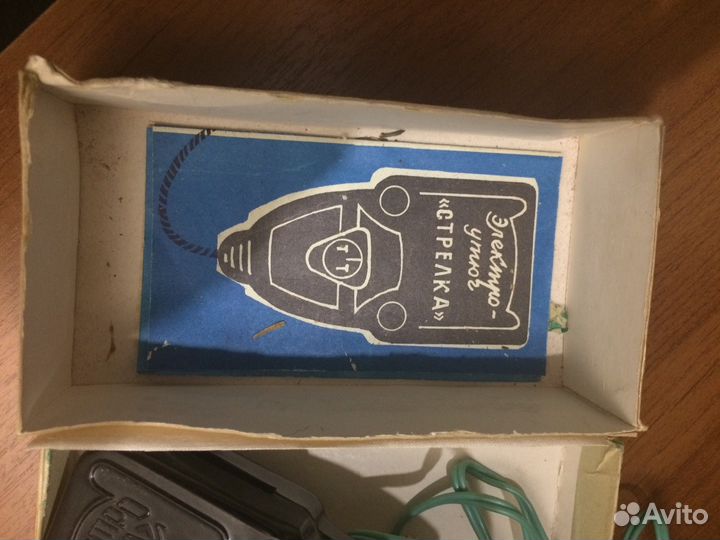 Электро-
утюг
«СТРЕЛКА»
Avito